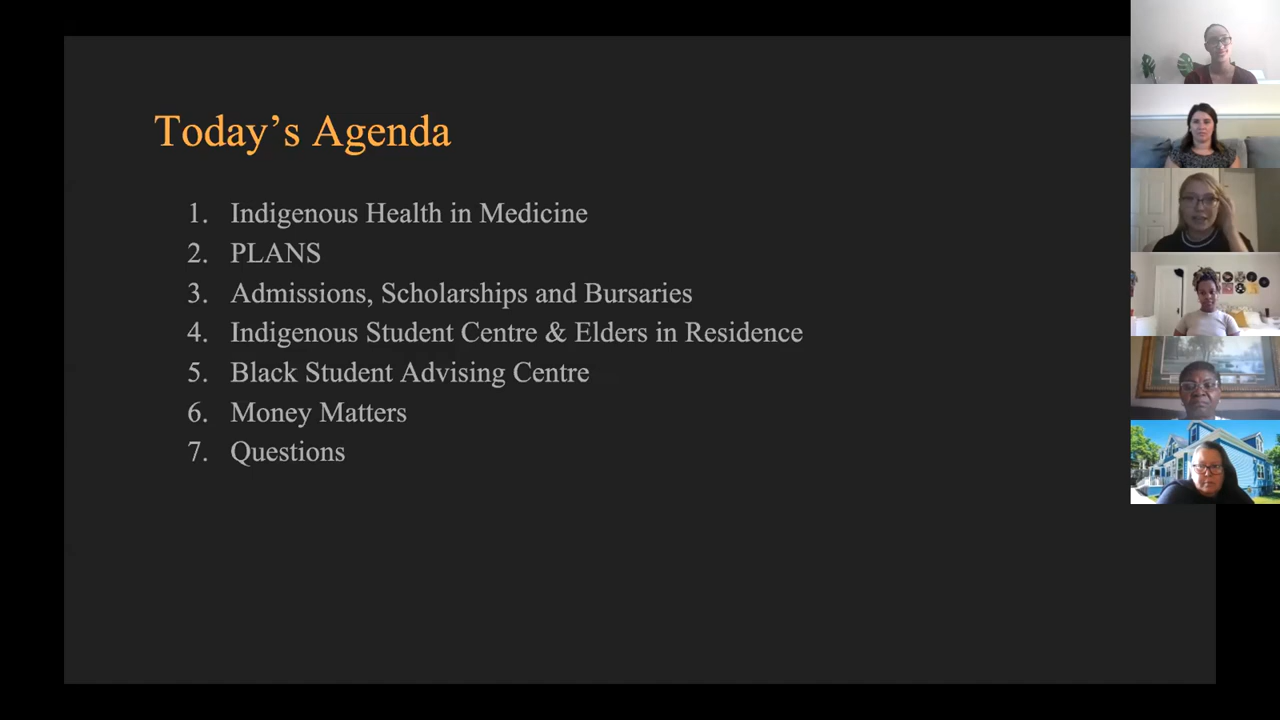 Today’s Agenda
1. Indigenous Health in Medicine
2. PLANS
3. Admissions, Scholarships and Bursaries
4. Indigenous Student Centre & Elders in Residence
5. Black Student Advising Centre
6. Money Matters
7. Questions